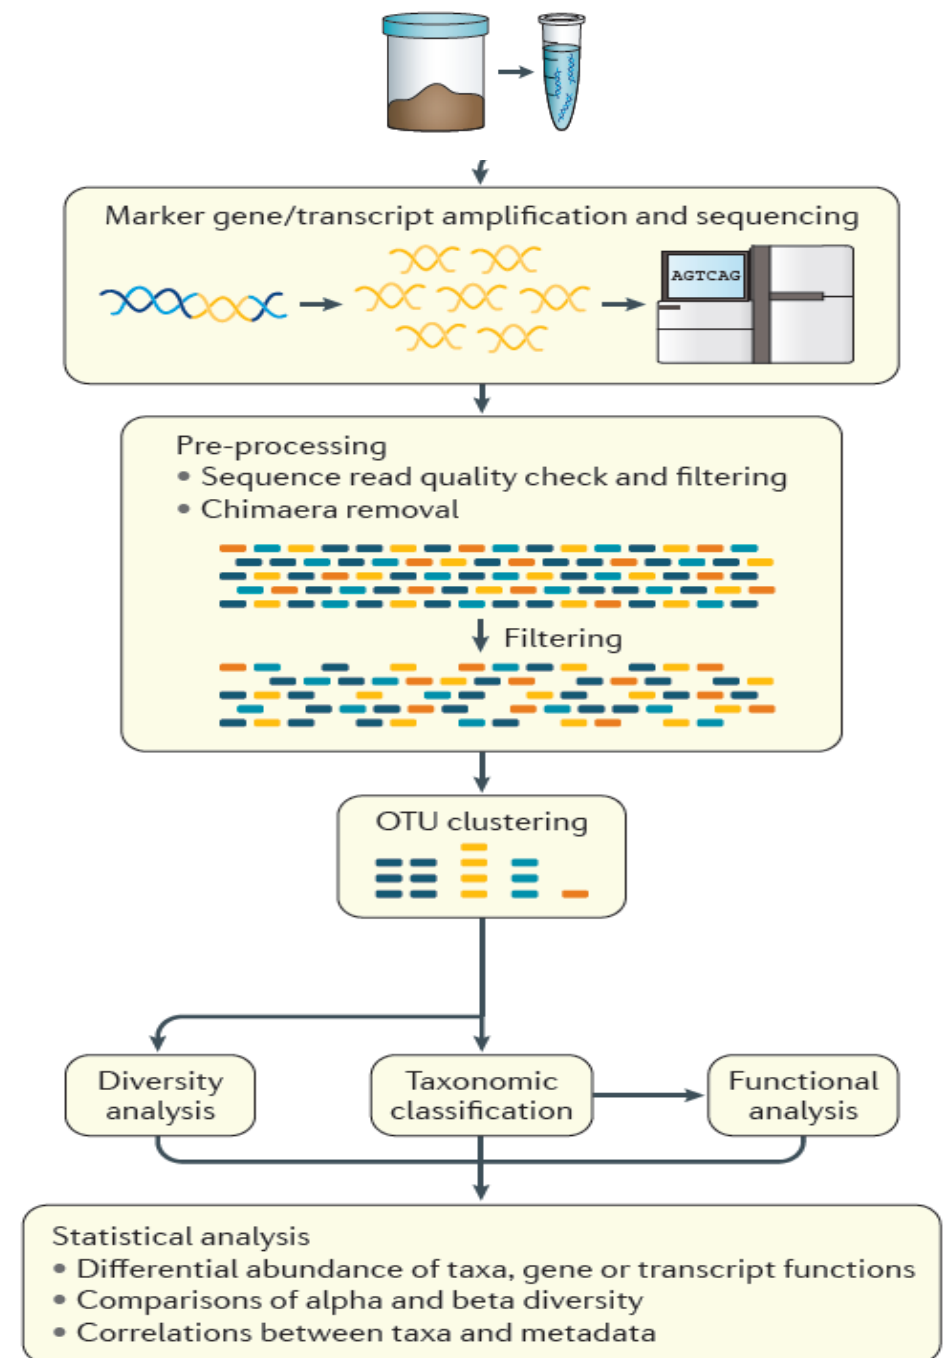 Marker gene/transcript amplification and sequencing
AGTCAG
Pre-processing
• Sequence read quality check and filtering
• Chimaera removal
Filtering
OTU clustering
Diversity
analysis
Taxonomic
classification
Functional
analysis
Statistical analysis
• Differential abundance of taxa, gene or transcript functions
• Comparisons of alpha and beta diversity
• Correlations between taxa and metadata